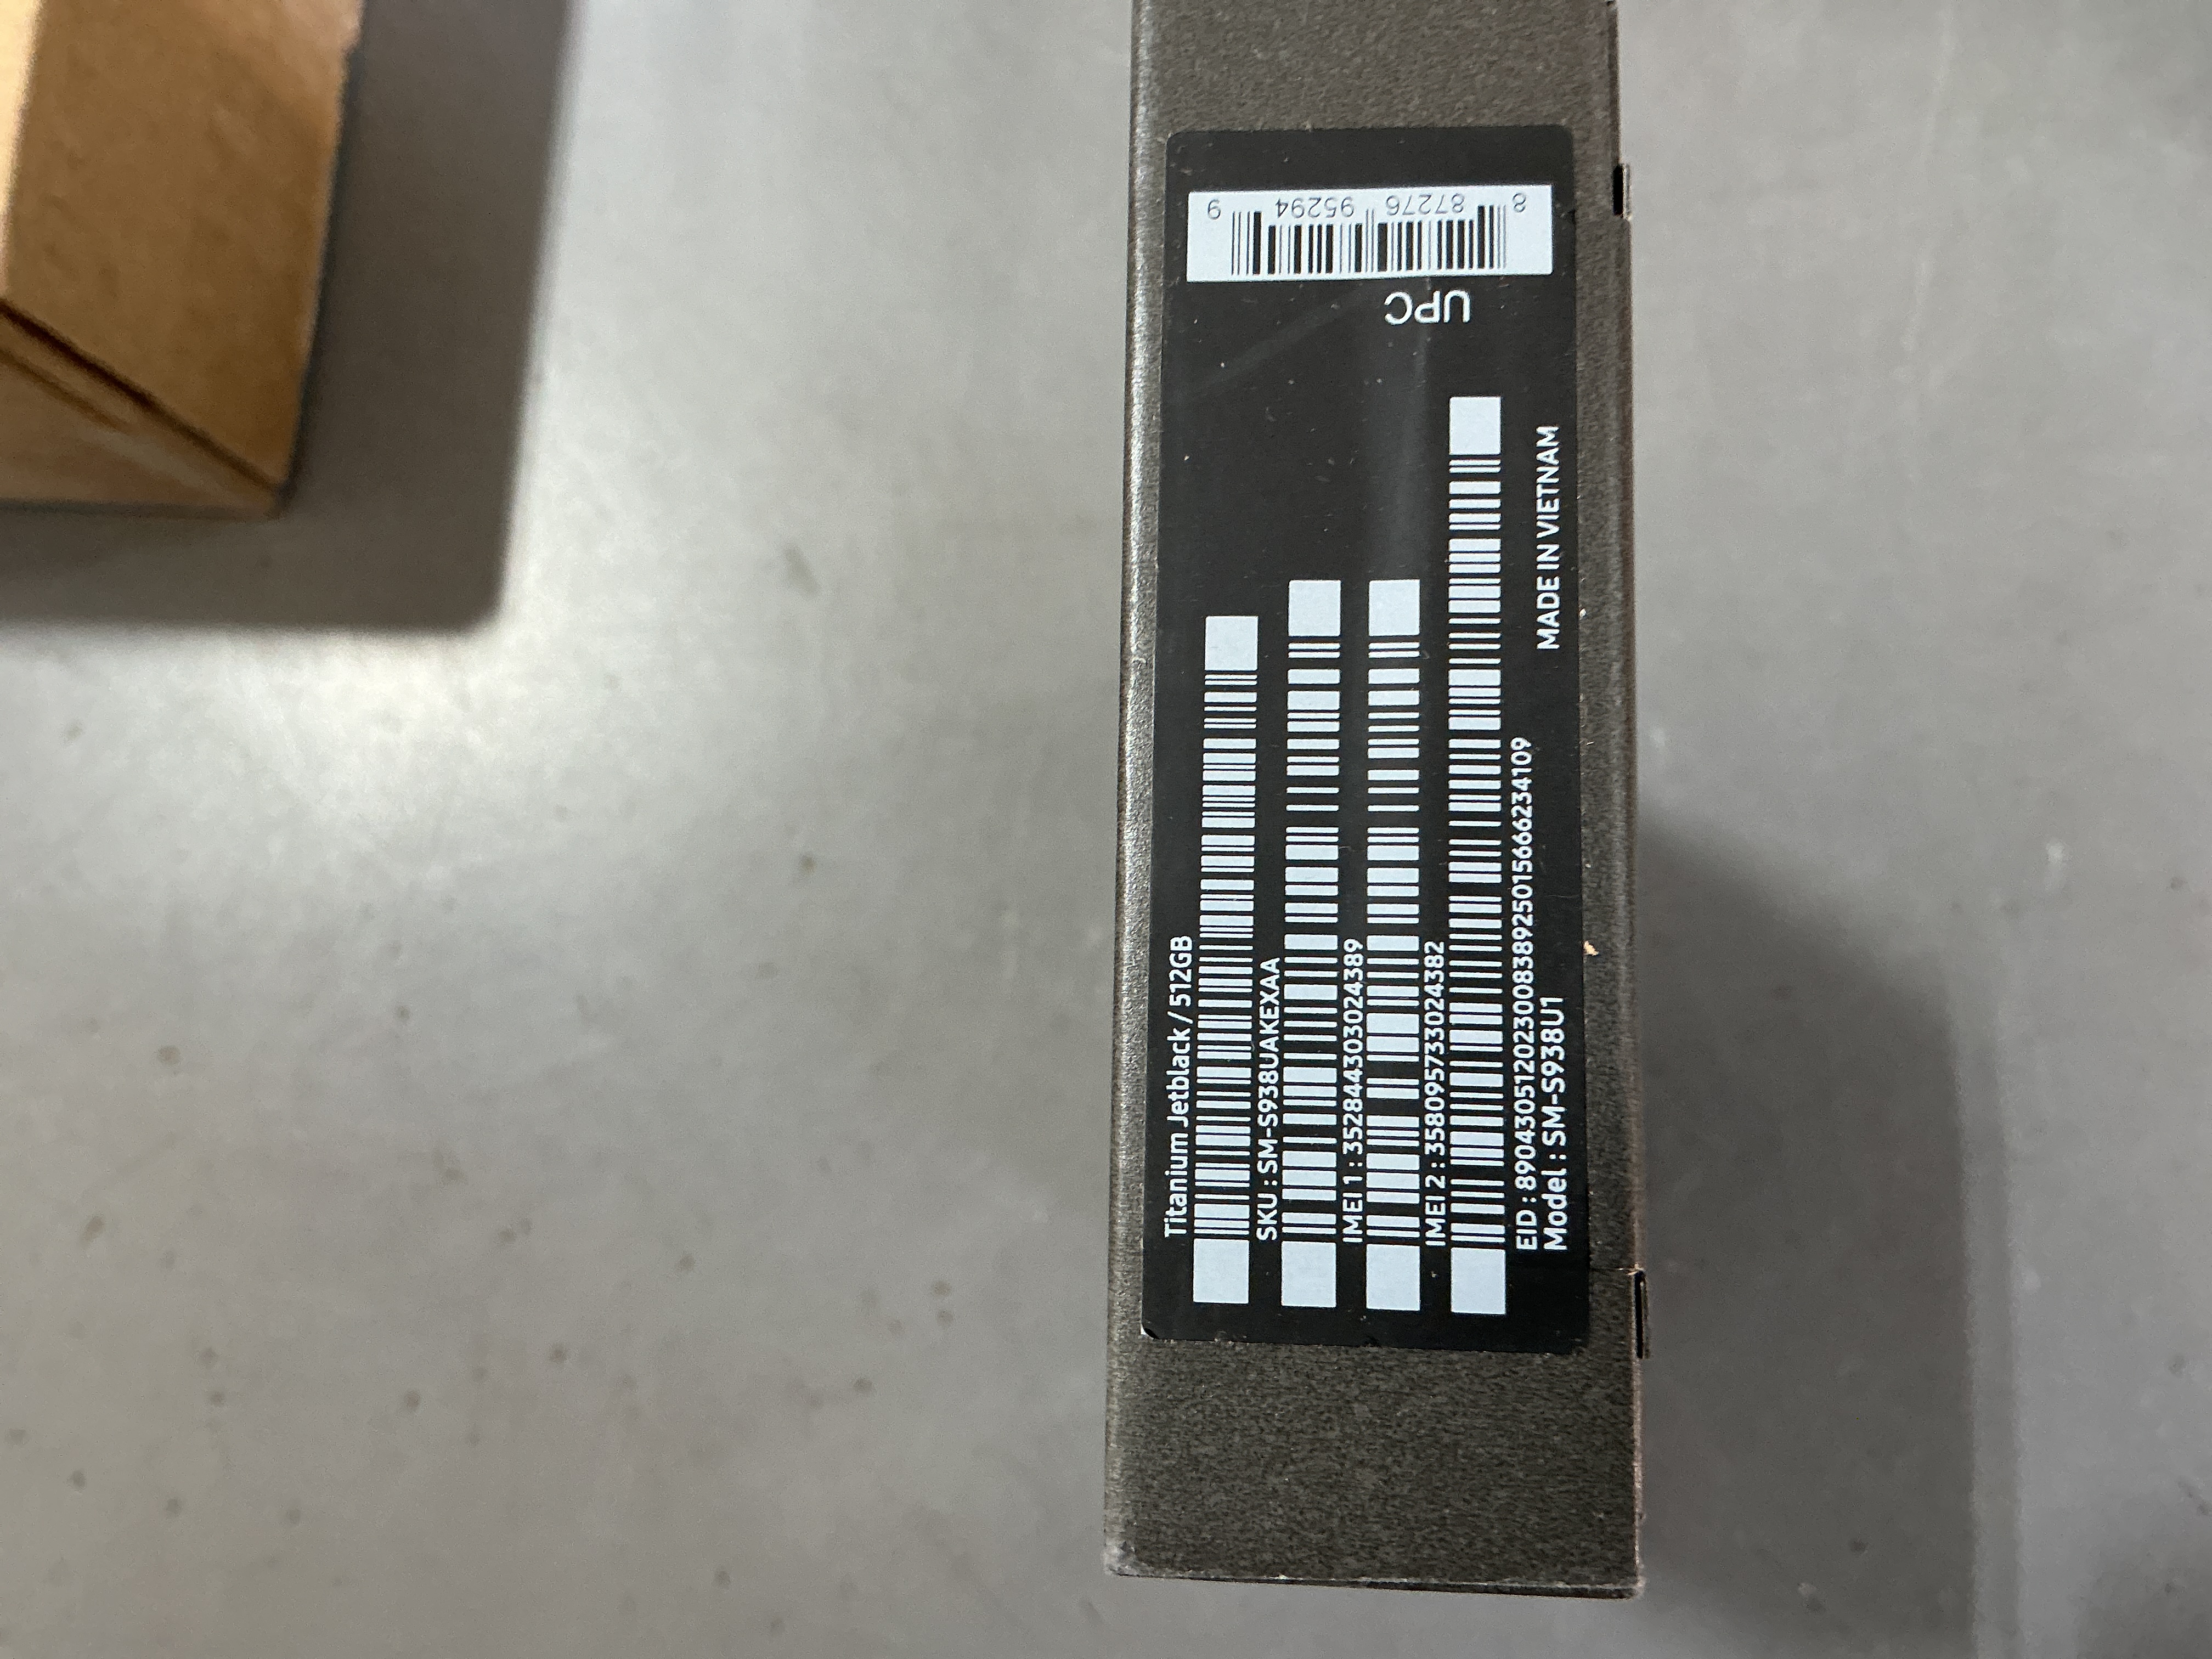 Titanium Jetblack / 512GB
SKU : SM-S938UAKEXAA
IMEI 1 : 352844303024389
IMEI 2 : 358095733024382
EID : 89043051202300838925015666234109
Model : SM-S938U1
MADE IN VIETNAM
UPC
8 87276 95294 9